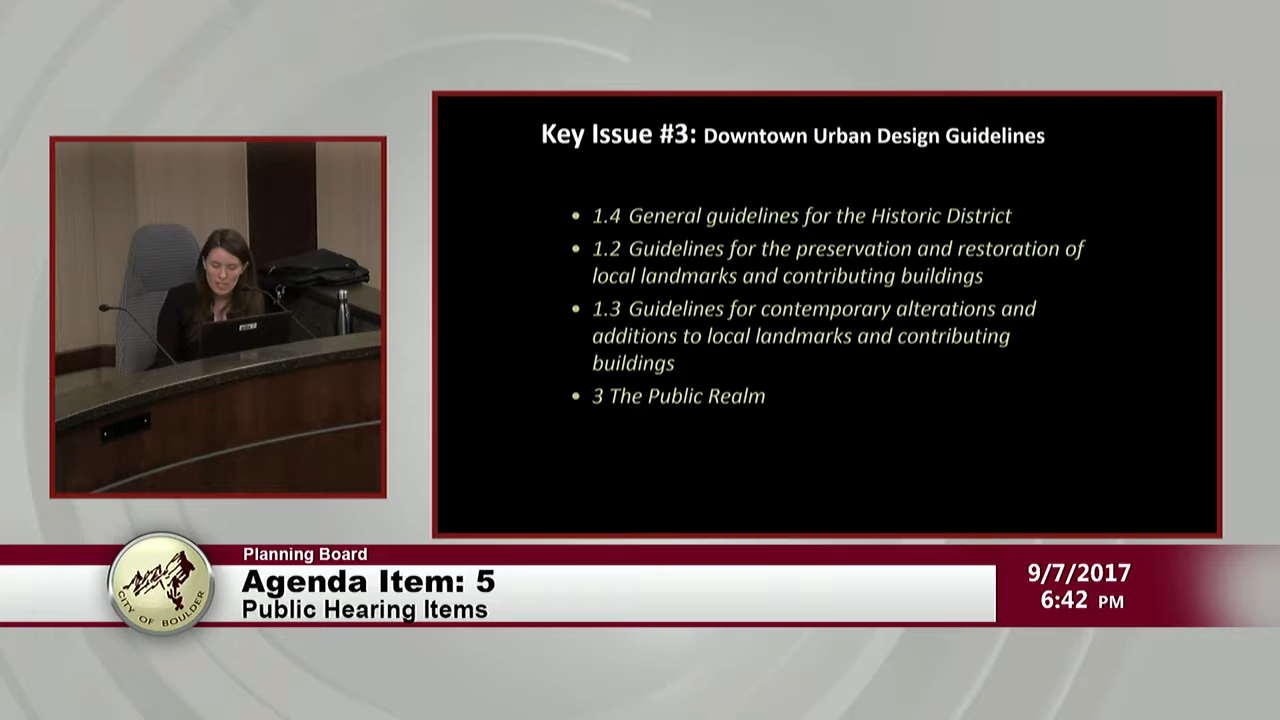 Key Issue #3: Downtown Urban Design Guidelines
• 1.4 General guidelines for the Historic District
• 1.2 Guidelines for the preservation and restoration of
local landmarks and contributing buildings
• 1.3 Guidelines for contemporary alterations and
additions to local landmarks and contributing
buildings
• 3 The Public Realm
Planning Board
Agenda Item: 5
Public Hearing Items
9/7/2017
6:42 PM
CITY OF BOULDER